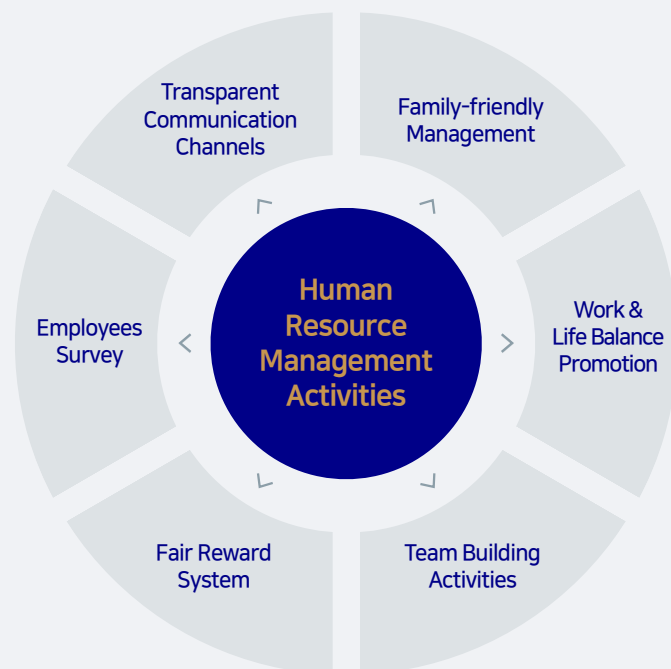 Transparent
Communication
Channels
Family-friendly
Management
Employees
Survey
Human
Resource
Management
Activities
Work &
Life Balance
Promotion
Fair Reward
System
Team Building
Activities